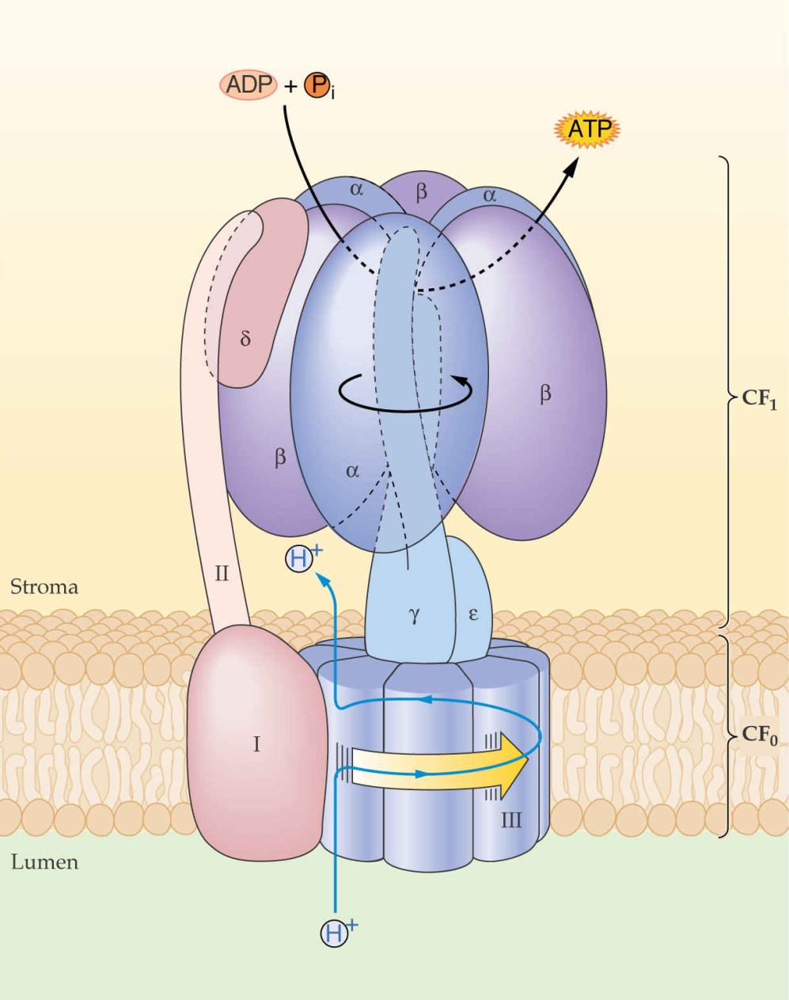 ADP + Pi
ATP
α
β
α
δ
β
CF1
β
α
H+
II
Stroma
γ
ε
I
CF0
III
Lumen
H+